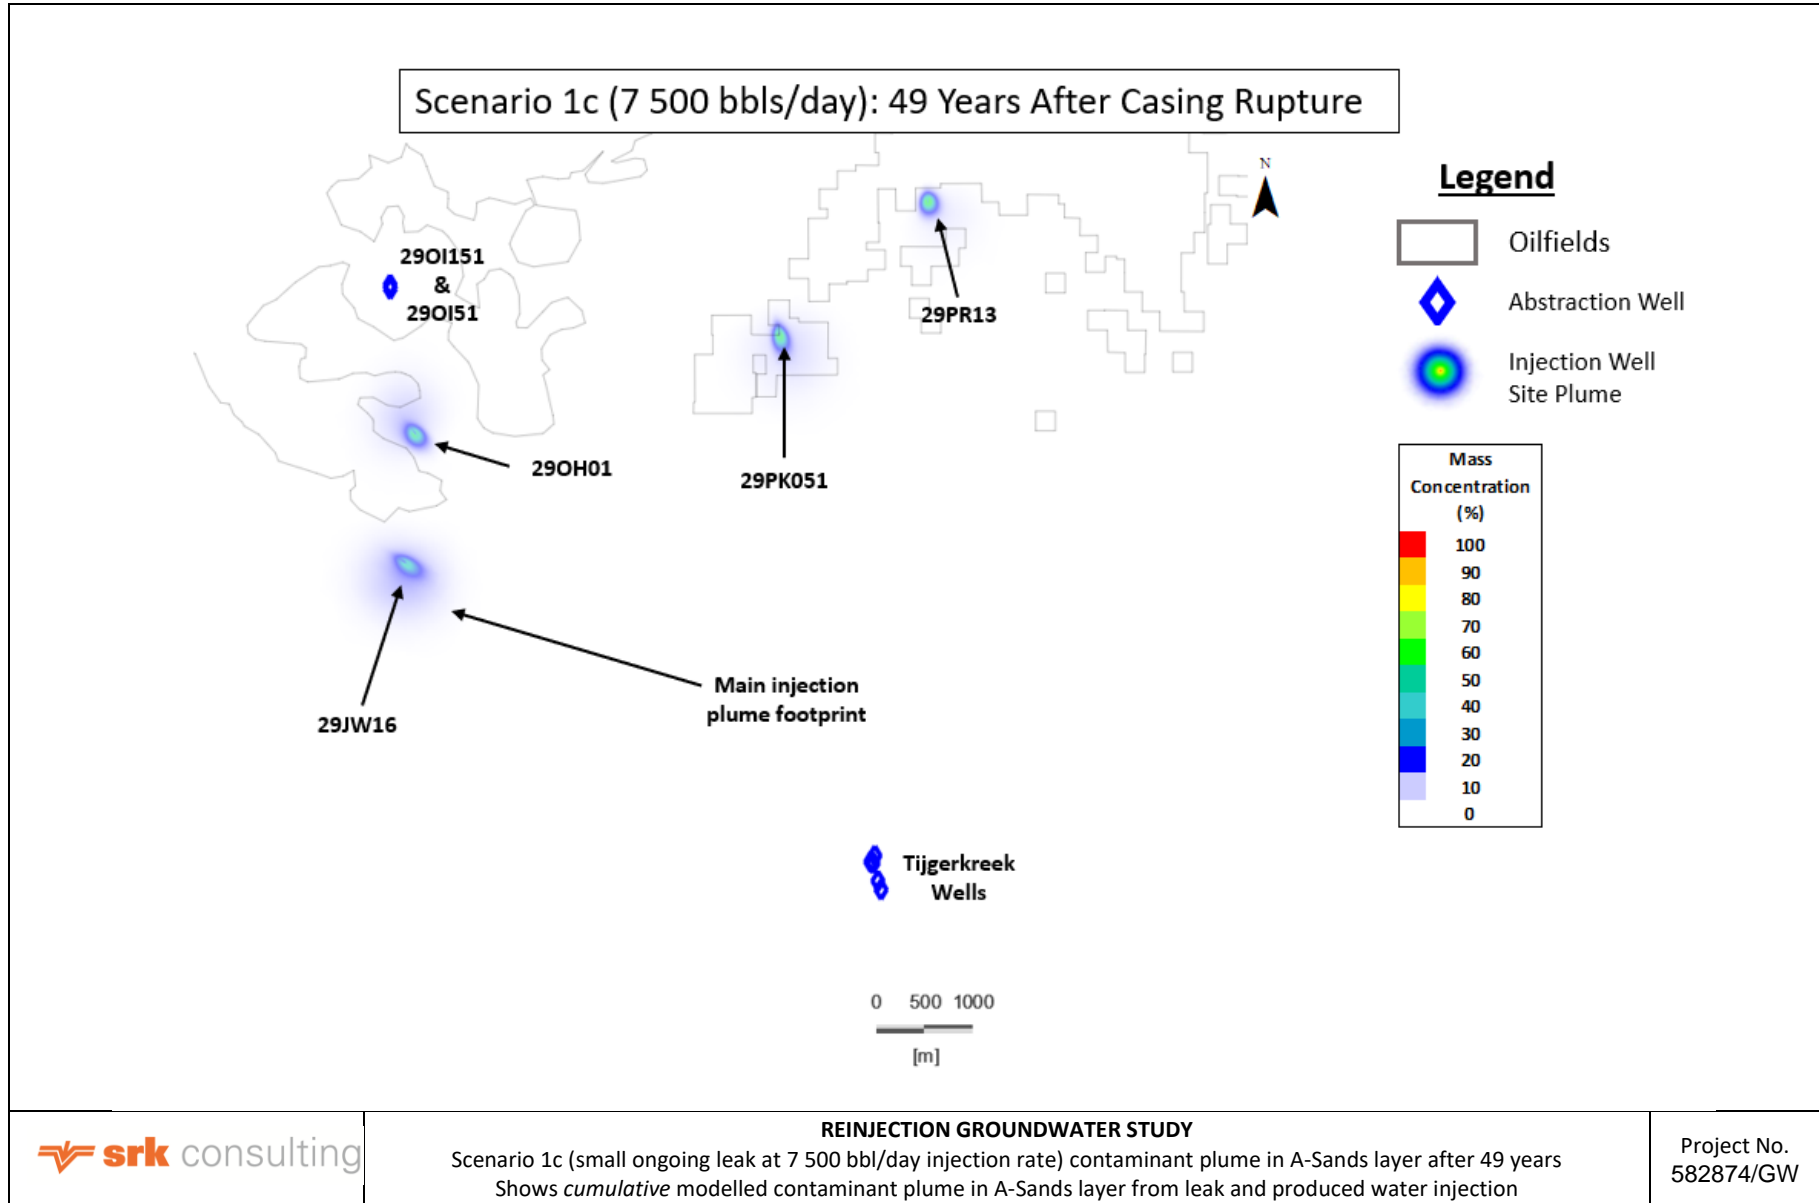 Scenario 1c (7 500 bbls/day): 49 Years After Casing Rupture
N
Legend
Oilfields
Abstraction Well
Injection Well
Site Plume
Mass
Concentration
(%)
100
90
80
70
60
50
40
30
20
10
0
29OI151
&
29OI51
29PR13
29OH01
29PK051
29JW16
Main injection
plume footprint
Tijgerkreek
Wells
0 500 1000
[m]
srk consulting
REINJECTION GROUNDWATER STUDY
Scenario 1c (small ongoing leak at 7 500 bbl/day injection rate) contaminant plume in A-Sands layer after 49 years
Shows cumulative modelled contaminant plume in A-Sands layer from leak and produced water injection
Project No.
582874/GW